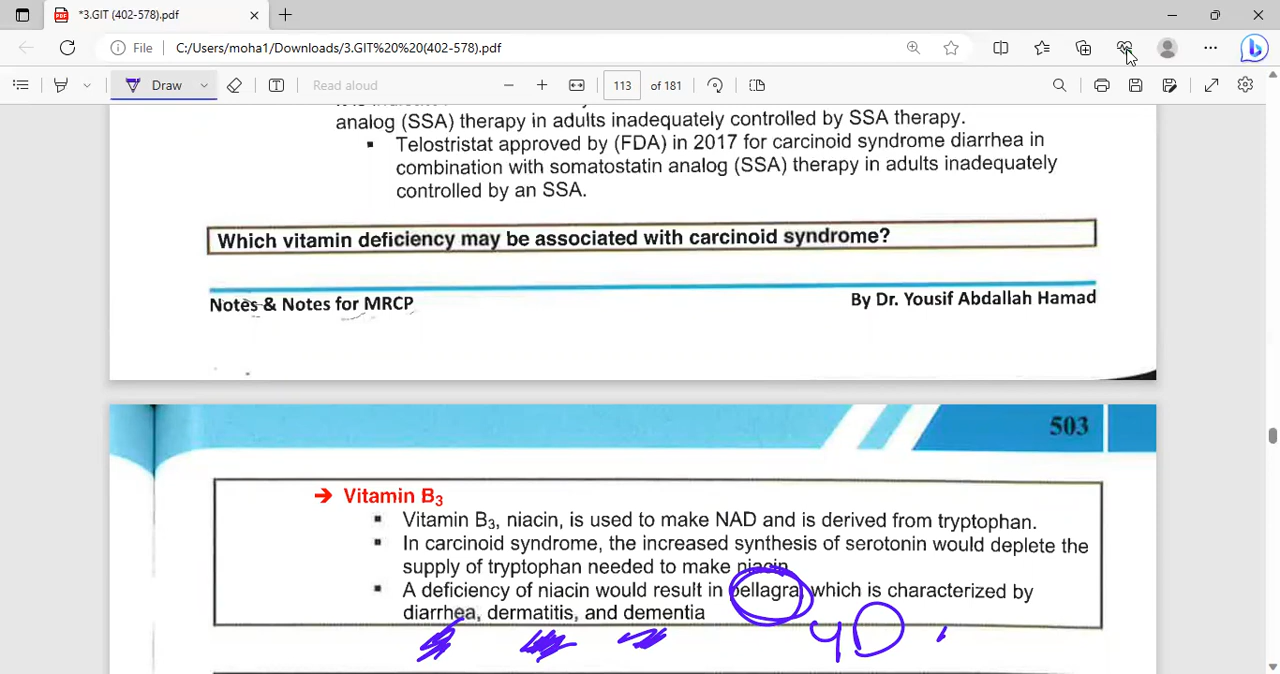 *3.GIT (402-578).pdf
File C:/Users/moha1/Downloads/3.GIT%20%20(402-578).pdf
Draw Read aloud 113 of 181
analog (SSA) therapy in adults inadequately controlled by SSA therapy.
▪ Telostristat approved by (FDA) in 2017 for carcinoid syndrome diarrhea in
combination with somatostatin analog (SSA) therapy in adults inadequately
controlled by an SSA.
Which vitamin deficiency may be associated with carcinoid syndrome?
Notes & Notes for MRCP
By Dr. Yousif Abdallah Hamad
503
➔ Vitamin B3
▪ Vitamin B3, niacin, is used to make NAD and is derived from tryptophan.
▪ In carcinoid syndrome, the increased synthesis of serotonin would deplete the
supply of tryptophan needed to make niacin
▪ A deficiency of niacin would result in pellagra, which is characterized by
diarrhea, dermatitis, and dementia
4D